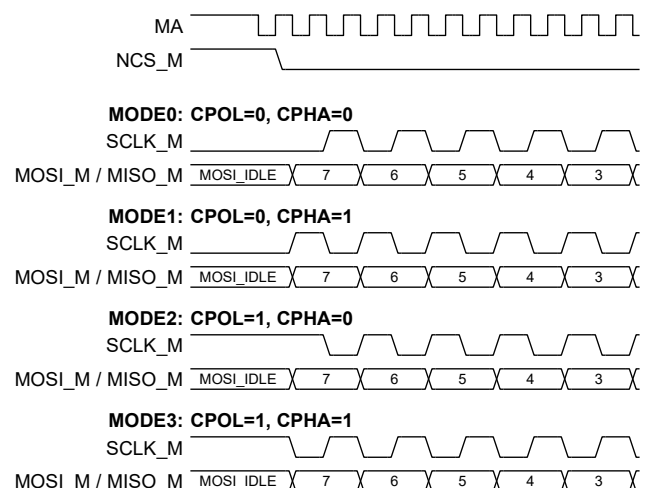 MA
NCS_M
MODE0: CPOL=0, CPHA=0
SCLK_M
MOSI_M / MISO_M MOSI_IDLE 7 6 5 4 3
MODE1: CPOL=0, CPHA=1
SCLK_M
MOSI_M / MISO_M MOSI_IDLE 7 6 5 4 3
MODE2: CPOL=1, CPHA=0
SCLK_M
MOSI_M / MISO_M MOSI_IDLE 7 6 5 4 3
MODE3: CPOL=1, CPHA=1
SCLK_M
MOSI_M / MISO_M MOSI_IDLE 7 6 5 4 3